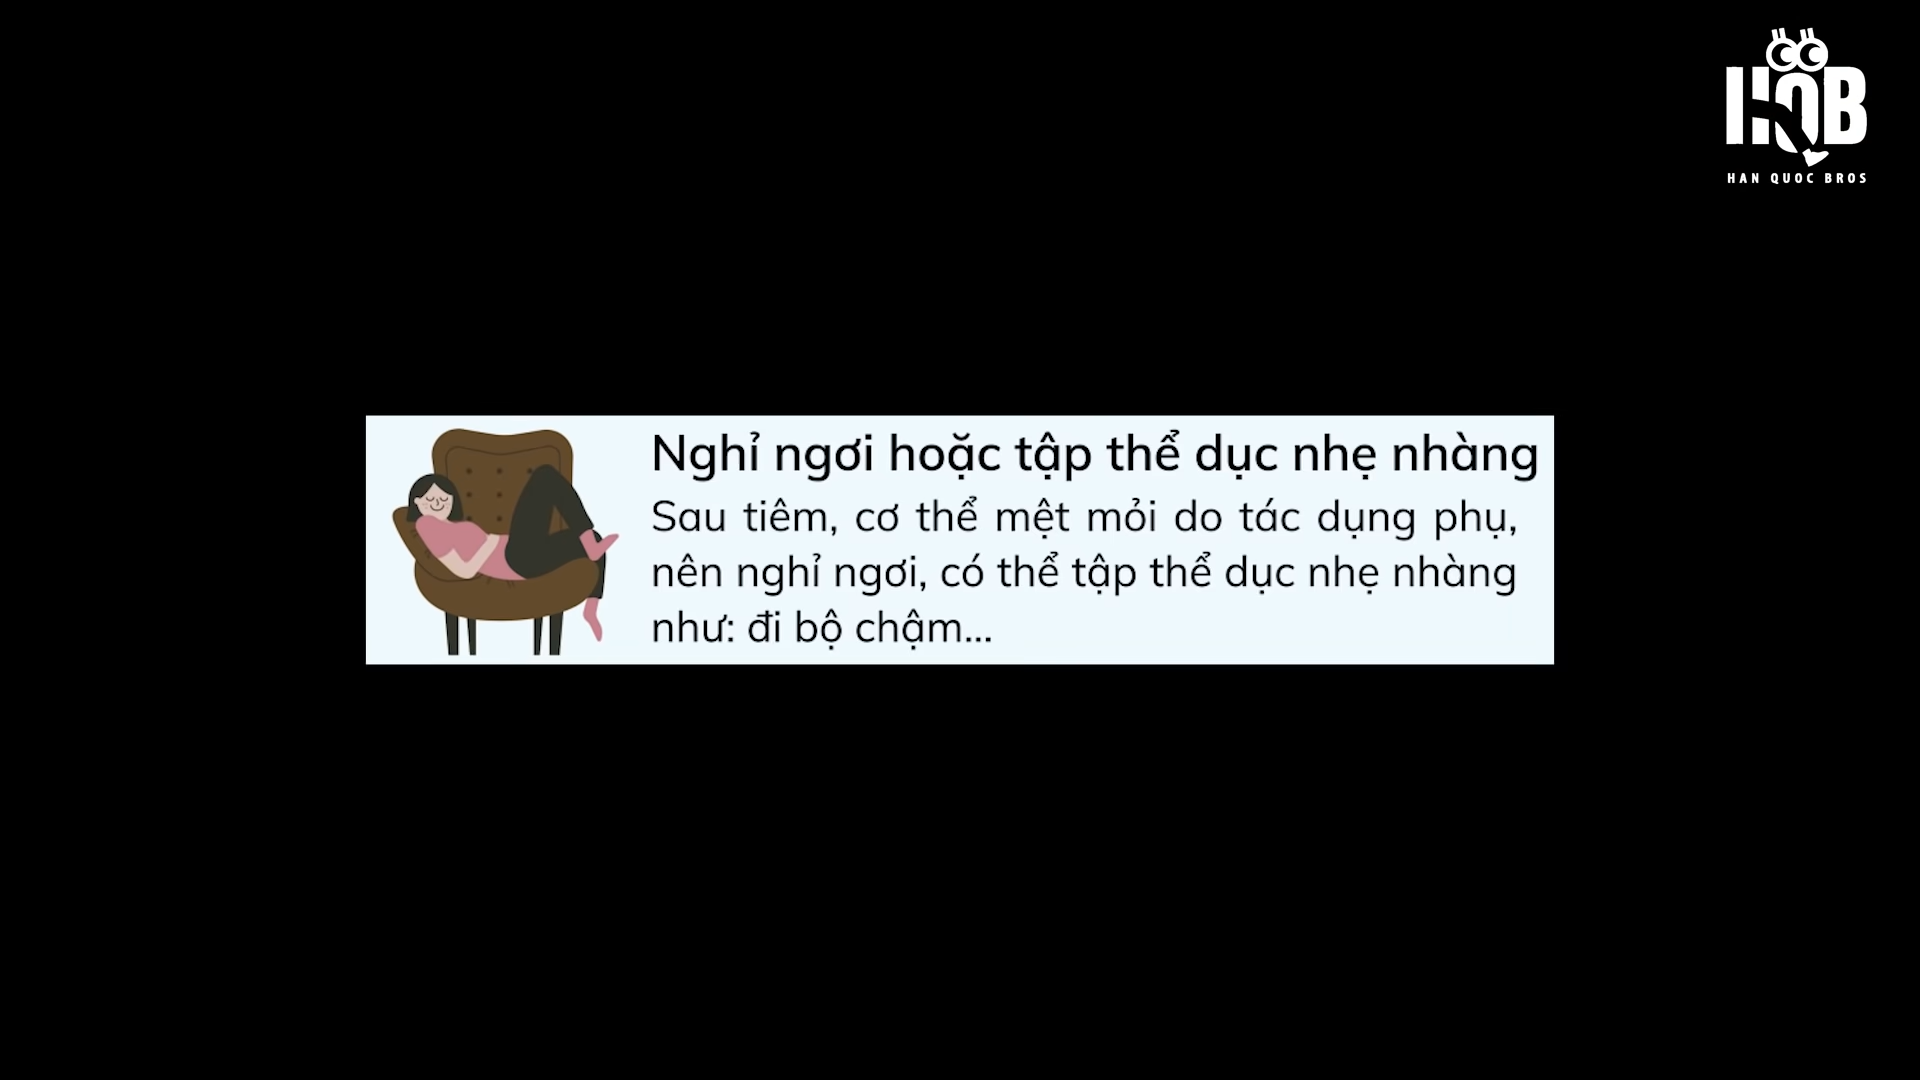 HQB
HAN QUOC BROS
Nghỉ ngơi hoặc tập thể dục nhẹ nhàng
Sau tiêm, cơ thể mệt mỏi do tác dụng phụ,
nên nghỉ ngơi, có thể tập thể dục nhẹ nhàng
như: đi bộ chậm...